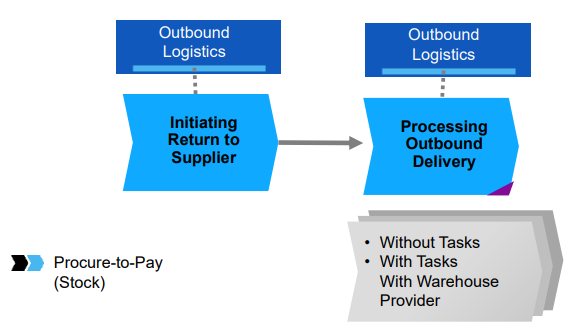 Outbound
Logistics
Outbound
Logistics
Initiating
Return to
Supplier
Processing
Outbound
Delivery
• Without Tasks
• With Tasks
With Warehouse
Provider
Procure-to-Pay
(Stock)